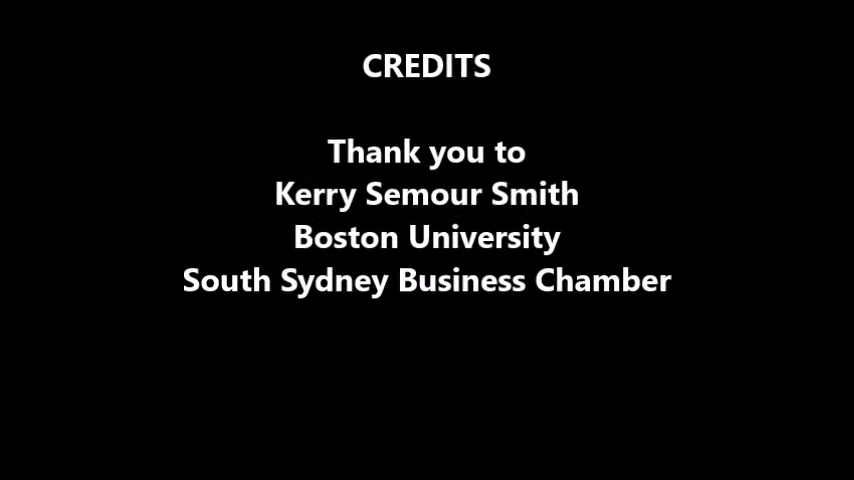 CREDITS
Thank you to
Kerry Semour Smith
Boston University
South Sydney Business Chamber